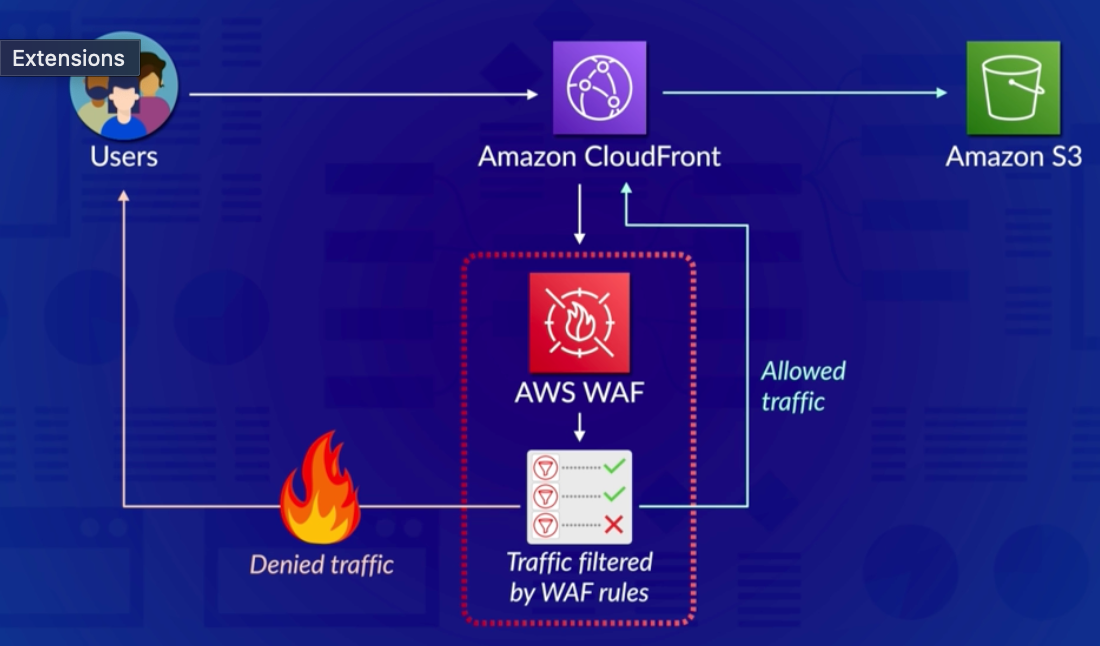 Extensions
Users
Amazon CloudFront
Amazon S3
AWS WAF
Allowed
traffic
Denied traffic
Traffic filtered
by WAF rules